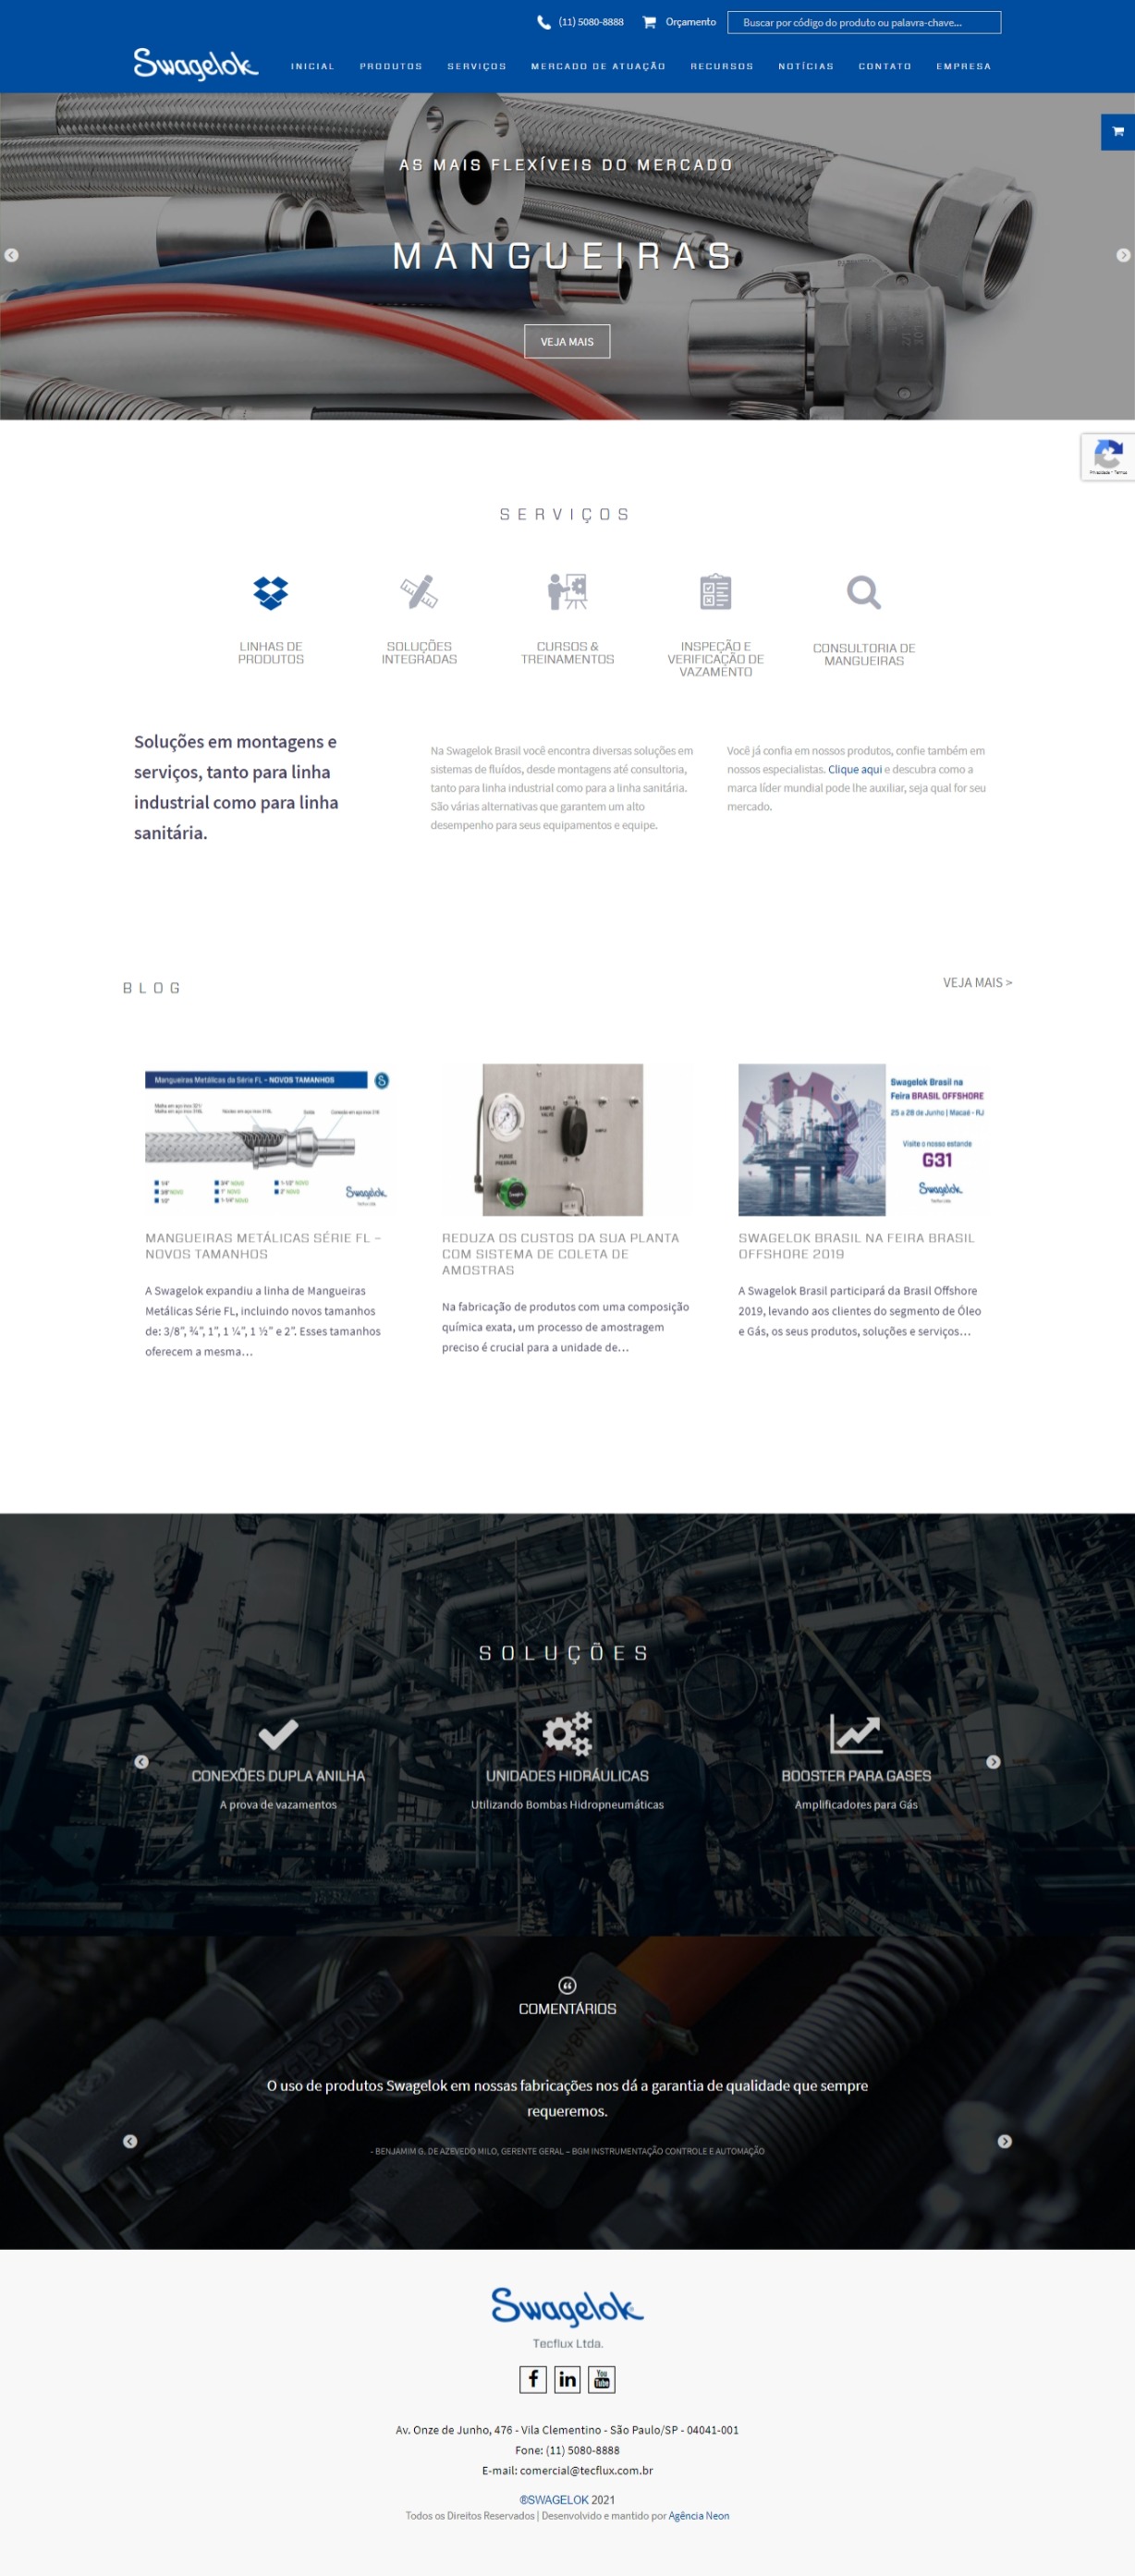 (11) 5080-8888
Orçamento
Buscar por código do produto ou palavra-chave...
Swagelok
INICIAL PRODUTOS SERVIÇOS MERCADO DE ATUAÇÃO RECURSOS NOTÍCIAS CONTATO EMPRESA
AS MAIS FLEXÍVEIS DO MERCADO
MANGUEIRAS
VEJA MAIS
Privacidade - Termos
SERVIÇOS
LINHAS DE
PRODUTOS
SOLUÇÕES
INTEGRADAS
CURSOS &
TREINAMENTOS
INSPEÇÃO E
VERIFICAÇÃO DE
VAZAMENTO
CONSULTORIA DE
MANGUEIRAS
Soluções em montagens e
serviços, tanto para linha
industrial como para linha
sanitária.
Na Swagelok Brasil você encontra diversas soluções em
sistemas de fluídos, desde montagens até consultoria,
tanto para linha industrial como para a linha sanitária.
São várias alternativas que garantem um alto
desempenho para seus equipamentos e equipe.
Você já confia em nossos produtos, confie também em
nossos especialistas. Clique aqui e descubra como a
marca líder mundial pode lhe auxiliar, seja qual for seu
mercado.
BLOG
VEJA MAIS >
Mangueiras Metálicas da Série FL – NOVOS TAMANHOS
Swagelok
MANGUEIRAS METÁLICAS SÉRIE FL –
NOVOS TAMANHOS
A Swagelok expandiu a linha de Mangueiras
Metálicas Série FL, incluindo novos tamanhos
de: 3/8”, ¾”, 1”, 1 ¼”, 1 ½” e 2”. Esses tamanhos
oferecem a mesma…
SAMPLE
VALVE
PURGE
PRESSURE
REDUZA OS CUSTOS DA SUA PLANTA
COM SISTEMA DE COLETA DE
AMOSTRAS
Na fabricação de produtos com uma composição
química exata, um processo de amostragem
preciso é crucial para a unidade de…
Swagelok Brasil na
Feira BRASIL OFFSHORE
25 a 28 de Junho | Macaé - RJ
Visite o nosso estande
G31
Swagelok
SWAGELOK BRASIL NA FEIRA BRASIL
OFFSHORE 2019
A Swagelok Brasil participará da Brasil Offshore
2019, levando aos clientes do segmento de Óleo
e Gás, os seus produtos, soluções e serviços…
SOLUÇÕES
CONEXÕES DUPLA ANILHA
A prova de vazamentos
UNIDADES HIDRÁULICAS
Utilizando Bombas Hidropneumáticas
BOOSTER PARA GASES
Amplificadores para Gás
COMENTÁRIOS
O uso de produtos Swagelok em nossas fabricações nos dá a garantia de qualidade que sempre
requeremos.
- BENJAMIM G. DE AZEVEDO MILO, GERENTE GERAL – BGM INSTRUMENTAÇÃO CONTROLE E AUTOMAÇÃO
Swagelok
Tecflux Ltda.
You
Tube
Av. Onze de Junho, 476 - Vila Clementino - São Paulo/SP - 04041-001
Fone: (11) 5080-8888
E-mail: comercial@tecflux.com.br
®SWAGELOK 2021
Todos os Direitos Reservados | Desenvolvido e mantido por Agência Neon